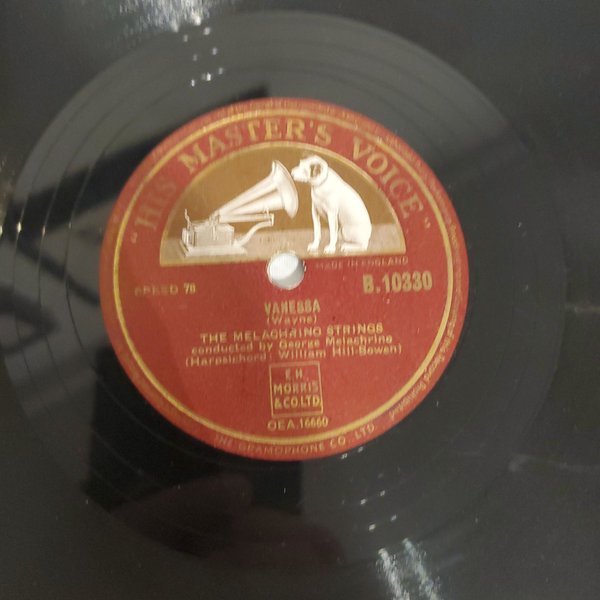 "HIS MASTER'S VOICE"
MADE IN ENGLAND
SPEED 78
B.10330
VANESSA
(Wayne)
THE MELACHRINO STRINGS
conducted by George Melachrino
(Harpsichord: William Hill-Bowen)
E.H.
MORRIS
& CO.LTD.
OEA.16660
THE GRAMOPHONE CO. LTD.